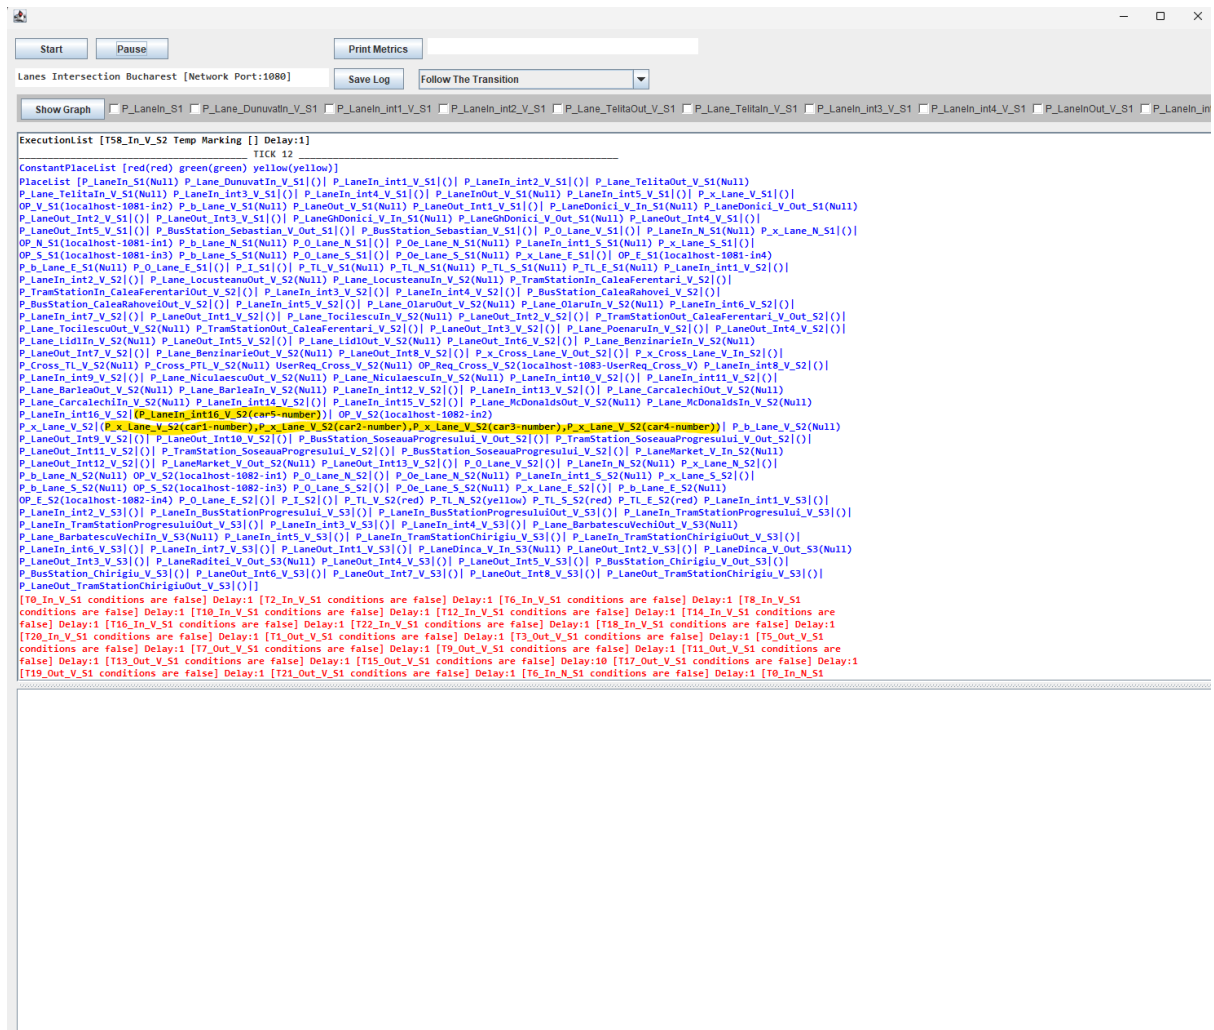 Start Pause Print Metrics
Lanes Intersection Bucharest [Network Port:1080] Save Log Follow The Transition
Show Graph P_LaneIn_S1 P_Lane_DunuvatIn_V_S1 P_LaneIn_int1_V_S1 P_LaneIn_int2_V_S1 P_Lane_TelitaOut_V_S1 P_Lane_TelitaIn_V_S1 P_LaneIn_int3_V_S1 P_LaneIn_int4_V_S1 P_LaneInOut_V_S1 P_LaneIn_in
ExecutionList [T58_In_V_S2 Temp Marking [] Delay:1]
______________________________________ TICK 12 _____________________________________________________
ConstantPlaceList [red(red) green(green) yellow(yellow)]
PlaceList [P_LaneIn_S1(Null) P_Lane_DunuvatIn_V_S1|()| P_LaneIn_int1_V_S1|()| P_LaneIn_int2_V_S1|()| P_Lane_TelitaOut_V_S1(Null)
P_Lane_TelitaIn_V_S1(Null) P_LaneIn_int3_V_S1|()| P_LaneIn_int4_V_S1|()| P_LaneInOut_V_S1(Null) P_LaneIn_int5_V_S1|()| P_x_Lane_V_S1|()|
OP_V_S1(localhost-1081-in2) P_b_Lane_V_S1(Null) P_LaneOut_V_S1(Null) P_LaneOut_Int1_V_S1|()| P_LaneDonici_V_In_S1(Null) P_LaneDonici_V_Out_S1(Null)
P_LaneOut_Int2_V_S1|()| P_LaneOut_Int3_V_S1|()| P_LaneGhDonici_V_In_S1(Null) P_LaneGhDonici_V_Out_S1(Null) P_LaneOut_Int4_V_S1|()|
P_LaneOut_Int5_V_S1|()| P_BusStation_Sebastian_V_Out_S1|()| P_BusStation_Sebastian_V_S1|()| P_O_Lane_V_S1|()| P_LaneIn_N_S1(Null) P_x_Lane_N_S1|()|
OP_N_S1(localhost-1081-in1) P_b_Lane_N_S1(Null) P_O_Lane_N_S1|()| P_Oe_Lane_N_S1(Null) P_LaneIn_int1_S_S1(Null) P_x_Lane_S_S1|()|
OP_S_S1(localhost-1081-in3) P_b_Lane_S_S1(Null) P_O_Lane_S_S1|()| P_Oe_Lane_S_S1(Null) P_x_Lane_E_S1|()| OP_E_S1(localhost-1081-in4)
P_b_Lane_E_S1(Null) P_O_Lane_E_S1|()| P_I_S1|()| P_TL_V_S1(Null) P_TL_N_S1(Null) P_TL_S_S1(Null) P_TL_E_S1(Null) P_LaneIn_int1_V_S2|()|
P_LaneIn_int2_V_S2|()| P_Lane_LocusteanuOut_V_S2(Null) P_Lane_LocusteanuIn_V_S2(Null) P_TramStationIn_CaleaFerentari_V_S2|()|
P_TramStationIn_CaleaFerentariOut_V_S2|()| P_LaneIn_int3_V_S2|()| P_LaneIn_int4_V_S2|()| P_BusStation_CaleaRahovei_V_S2|()|
P_BusStation_CaleaRahoveiOut_V_S2|()| P_LaneIn_int5_V_S2|()| P_Lane_OlaruOut_V_S2(Null) P_Lane_OlaruIn_V_S2(Null) P_LaneIn_int6_V_S2|()|
P_LaneIn_int7_V_S2|()| P_LaneOut_Int1_V_S2|()| P_Lane_TocilescuIn_V_S2(Null) P_LaneOut_Int2_V_S2|()| P_TramStationOut_CaleaFerentari_V_Out_S2|()|
P_Lane_TocilescuOut_V_S2(Null) P_TramStationOut_CaleaFerentari_V_S2|()| P_LaneOut_Int3_V_S2|()| P_Lane_PoenaruIn_V_S2|()| P_LaneOut_Int4_V_S2|()|
P_Lane_LidlIn_V_S2(Null) P_LaneOut_Int5_V_S2|()| P_Lane_LidlOut_V_S2(Null) P_LaneOut_Int6_V_S2|()| P_Lane_BenzinarieIn_V_S2(Null)
P_LaneOut_Int7_V_S2|()| P_Lane_BenzinarieOut_V_S2(Null) P_LaneOut_Int8_V_S2|()| P_x_Cross_Lane_V_Out_S2|()| P_x_Cross_Lane_V_In_S2|()|
P_Cross_TL_V_S2(Null) P_Cross_PTL_V_S2(Null) UserReq_Cross_V_S2(Null) OP_Req_Cross_V_S2(localhost-1083-UserReq_Cross_V) P_LaneIn_int8_V_S2|()|
P_LaneIn_int9_V_S2|()| P_Lane_NiculaescuOut_V_S2(Null) P_Lane_NiculaescuIn_V_S2(Null) P_LaneIn_int10_V_S2|()| P_LaneIn_int11_V_S2|()|
P_Lane_BarleaOut_V_S2(Null) P_Lane_BarleaIn_V_S2(Null) P_LaneIn_int12_V_S2|()| P_LaneIn_int13_V_S2|()| P_Lane_CarcalechiOut_V_S2(Null)
P_Lane_CarcalechiIn_V_S2(Null) P_LaneIn_int14_V_S2|()| P_LaneIn_int15_V_S2|()| P_Lane_McDonaldsOut_V_S2(Null) P_Lane_McDonaldsIn_V_S2(Null)
P_LaneIn_int16_V_S2|(P_LaneIn_int16_V_S2(car5-number))| OP_V_S2(localhost-1082-in2)
P_x_Lane_V_S2|(P_x_Lane_V_S2(car1-number),P_x_Lane_V_S2(car2-number),P_x_Lane_V_S2(car3-number),P_x_Lane_V_S2(car4-number))| P_b_Lane_V_S2(Null)
P_LaneOut_Int9_V_S2|()| P_LaneOut_Int10_V_S2|()| P_BusStation_SoseauaProgresului_V_Out_S2|()| P_TramStation_SoseauaProgresului_V_Out_S2|()|
P_LaneOut_Int11_V_S2|()| P_TramStation_SoseauaProgresului_V_S2|()| P_BusStation_SoseauaProgresului_V_S2|()| P_LaneMarket_V_In_S2(Null)
P_LaneOut_Int12_V_S2|()| P_LaneMarket_V_Out_S2(Null) P_LaneOut_Int13_V_S2|()| P_O_Lane_V_S2|()| P_LaneIn_N_S2(Null) P_x_Lane_N_S2|()|
P_b_Lane_N_S2(Null) OP_V_S2(localhost-1082-in1) P_O_Lane_N_S2|()| P_Oe_Lane_N_S2(Null) P_LaneIn_int1_S_S2(Null) P_x_Lane_S_S2|()|
P_b_Lane_S_S2(Null) OP_S_S2(localhost-1082-in3) P_O_Lane_S_S2|()| P_Oe_Lane_S_S2(Null) P_x_Lane_E_S2|()| P_b_Lane_E_S2(Null)
OP_E_S2(localhost-1082-in4) P_O_Lane_E_S2|()| P_I_S2|()| P_TL_V_S2(red) P_TL_N_S2(yellow) P_TL_S_S2(red) P_TL_E_S2(red) P_LaneIn_int1_V_S3|()|
P_LaneIn_int2_V_S3|()| P_LaneIn_BusStationProgresului_V_S3|()| P_LaneIn_BusStationProgresuluiOut_V_S3|()| P_LaneIn_TramStationProgresului_V_S3|()|
P_LaneIn_TramStationProgresuluiOut_V_S3|()| P_LaneIn_int3_V_S3|()| P_LaneIn_int4_V_S3|()| P_Lane_BarbatescuVechiOut_V_S3(Null)
P_Lane_BarbatescuVechiIn_V_S3(Null) P_LaneIn_int5_V_S3|()| P_LaneIn_TramStationChirigiu_V_S3|()| P_LaneIn_TramStationChirigiuOut_V_S3|()|
P_LaneIn_int6_V_S3|()| P_LaneIn_int7_V_S3|()| P_LaneOut_Int1_V_S3|()| P_LaneDinca_V_In_S3(Null) P_LaneOut_Int2_V_S3|()| P_LaneDinca_V_Out_S3(Null)
P_LaneOut_Int3_V_S3|()| P_LaneRaditei_V_Out_S3(Null) P_LaneOut_Int4_V_S3|()| P_LaneOut_Int5_V_S3|()| P_BusStation_Chirigiu_V_Out_S3|()|
P_BusStation_Chirigiu_V_S3|()| P_LaneOut_Int6_V_S3|()| P_LaneOut_Int7_V_S3|()| P_LaneOut_Int8_V_S3|()| P_LaneOut_TramStationChirigiu_V_S3|()|
P_LaneOut_TramStationChirigiuOut_V_S3|()|]
[T0_In_V_S1 conditions are false] Delay:1 [T2_In_V_S1 conditions are false] Delay:1 [T6_In_V_S1 conditions are false] Delay:1 [T8_In_V_S1
conditions are false] Delay:1 [T10_In_V_S1 conditions are false] Delay:1 [T12_In_V_S1 conditions are false] Delay:1 [T14_In_V_S1 conditions are
false] Delay:1 [T16_In_V_S1 conditions are false] Delay:1 [T22_In_V_S1 conditions are false] Delay:1 [T18_In_V_S1 conditions are false] Delay:1
[T20_In_V_S1 conditions are false] Delay:1 [T1_Out_V_S1 conditions are false] Delay:1 [T3_Out_V_S1 conditions are false] Delay:1 [T5_Out_V_S1
conditions are false] Delay:1 [T7_Out_V_S1 conditions are false] Delay:1 [T9_Out_V_S1 conditions are false] Delay:1 [T11_Out_V_S1 conditions are
false] Delay:1 [T13_Out_V_S1 conditions are false] Delay:1 [T15_Out_V_S1 conditions are false] Delay:10 [T17_Out_V_S1 conditions are false] Delay:1
[T19_Out_V_S1 conditions are false] Delay:1 [T21_Out_V_S1 conditions are false] Delay:1 [T6_In_N_S1 conditions are false] Delay:1 [T0_In_N_S1